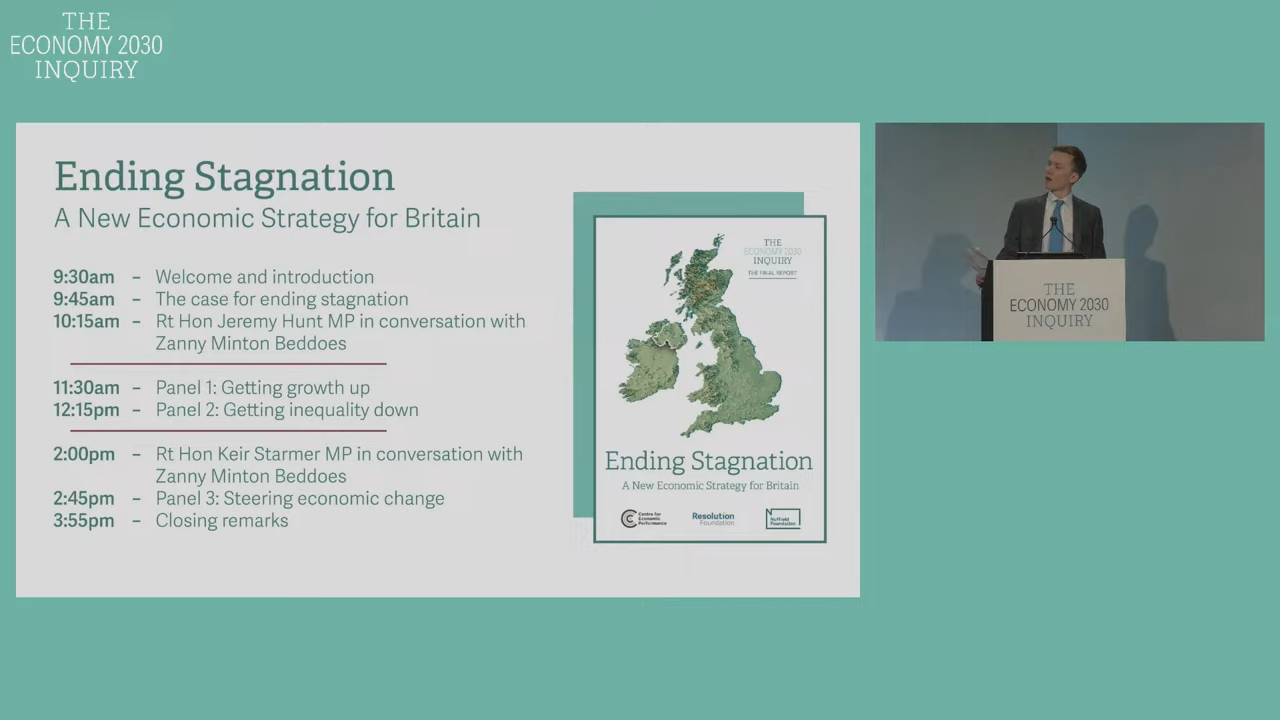 THE
ECONOMY 2030
INQUIRY
Ending Stagnation
A New Economic Strategy for Britain
9:30am – Welcome and introduction
9:45am – The case for ending stagnation
10:15am – Rt Hon Jeremy Hunt MP in conversation with
Zanny Minton Beddoes
11:30am – Panel 1: Getting growth up
12:15pm – Panel 2: Getting inequality down
2:00pm – Rt Hon Keir Starmer MP in conversation with
Zanny Minton Beddoes
2:45pm – Panel 3: Steering economic change
3:55pm – Closing remarks
THE
ECONOMY 2030
INQUIRY
THE FINAL REPORT
Ending Stagnation
A New Economic Strategy for Britain
Centre for
Economic
Performance
Resolution
Foundation
Nuffield
Foundation
THE
ECONOMY 2030
INQUIRY